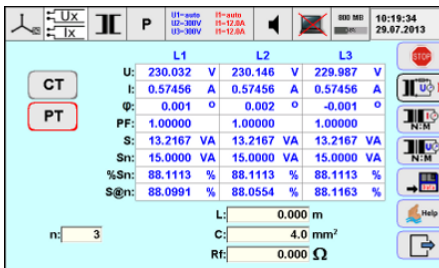 Ux
Ix
P
U1=auto
U2=300V
U3=300V
I1=auto
I1=12.0A
I1=12.0A
800 MB
10:19:34
29.07.2013
L1 L2 L3
U: 230.032 V 230.146 V 229.987 V
I: 0.57456 A 0.57456 A 0.57456 A
φ: 0.001 º 0.002 º -0.001 º
PF: 1.00000 1.00000 1.00000
S: 13.2167 VA 13.2167 VA 13.2167 VA
Sn: 15.0000 VA 15.0000 VA 15.0000 VA
%Sn: 88.1113 % 88.1113 % 88.1113 %
S@n: 88.0991 % 88.0554 % 88.1163 %
CT
PT
n: 3
L: 0.000 m
C: 4.0 mm²
Rf: 0.000 Ω
STOP
U
I
N:M
U
N:M
Help